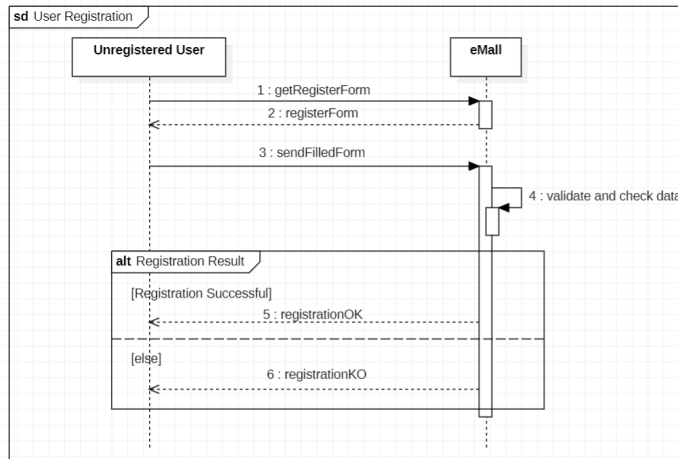 sd User Registration
Unregistered User
eMall
1 : getRegisterForm
2 : registerForm
3 : sendFilledForm
4 : validate and check data
alt Registration Result
[Registration Successful]
5 : registrationOK
[else]
6 : registrationKO